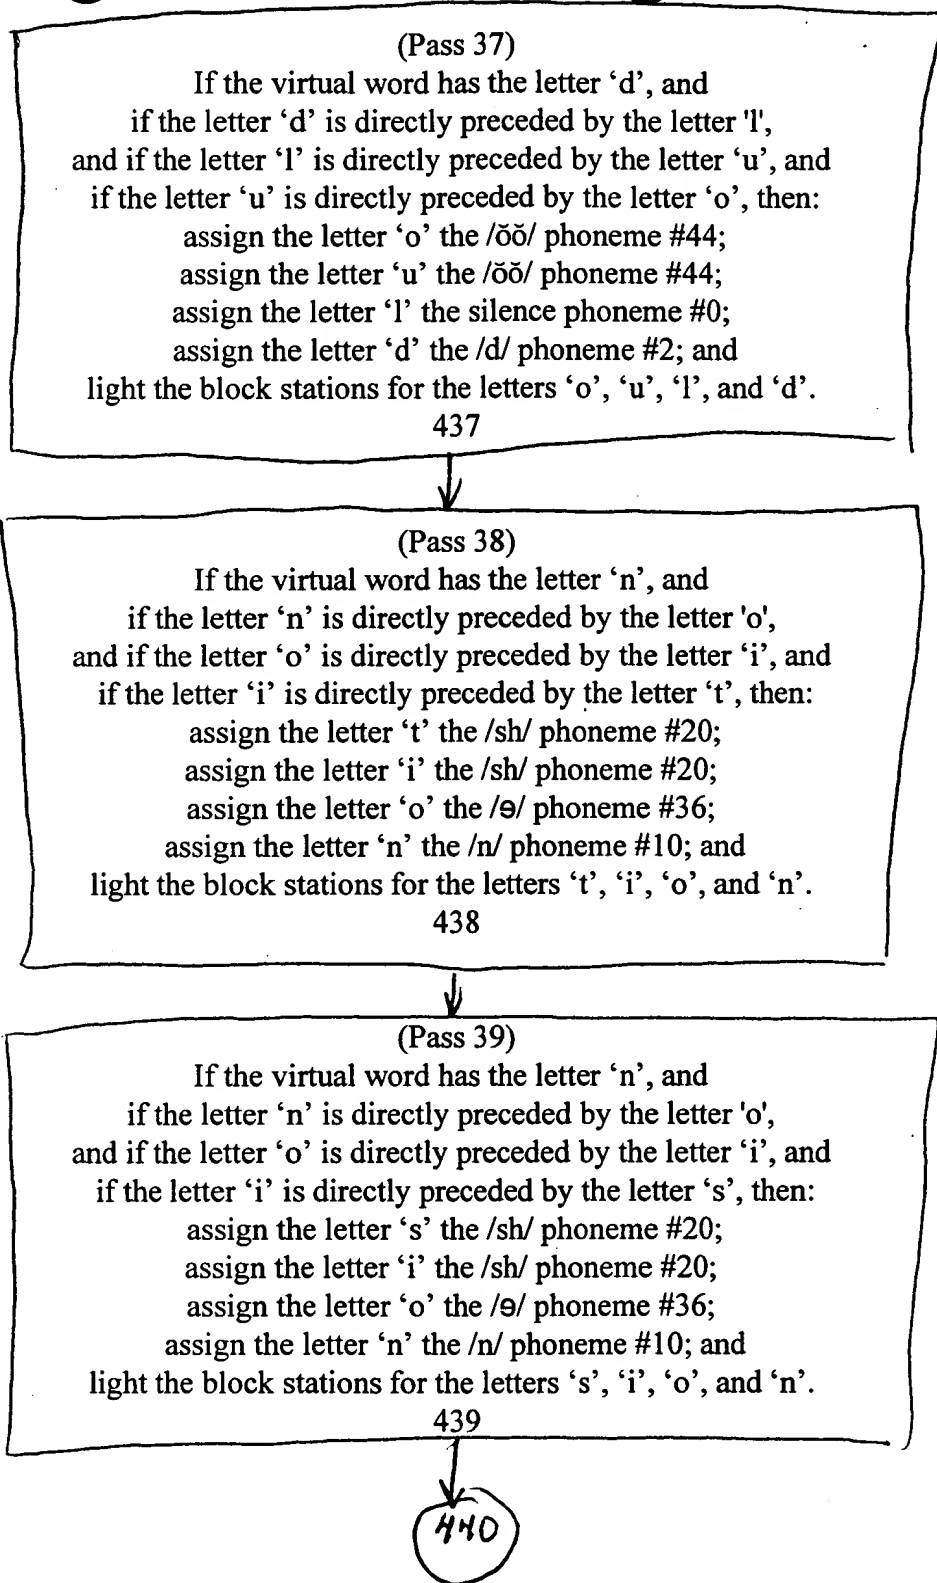 (Pass 37)
If the virtual word has the letter ‘d’, and
if the letter ‘d’ is directly preceded by the letter 'l',
and if the letter ‘l’ is directly preceded by the letter ‘u’, and
if the letter ‘u’ is directly preceded by the letter ‘o’, then:
assign the letter ‘o’ the /o͝o/ phoneme #44;
assign the letter ‘u’ the /o͝o/ phoneme #44;
assign the letter ‘l’ the silence phoneme #0;
assign the letter ‘d’ the /d/ phoneme #2; and
light the block stations for the letters ‘o’, ‘u’, ‘l’, and ‘d’.
437
(Pass 38)
If the virtual word has the letter ‘n’, and
if the letter ‘n’ is directly preceded by the letter 'o',
and if the letter ‘o’ is directly preceded by the letter ‘i’, and
if the letter ‘i’ is directly preceded by the letter ‘t’, then:
assign the letter ‘t’ the /sh/ phoneme #20;
assign the letter ‘i’ the /sh/ phoneme #20;
assign the letter ‘o’ the /ɘ/ phoneme #36;
assign the letter ‘n’ the /n/ phoneme #10; and
light the block stations for the letters ‘t’, ‘i’, ‘o’, and ‘n’.
438
(Pass 39)
If the virtual word has the letter ‘n’, and
if the letter ‘n’ is directly preceded by the letter 'o',
and if the letter ‘o’ is directly preceded by the letter ‘i’, and
if the letter ‘i’ is directly preceded by the letter ‘s’, then:
assign the letter ‘s’ the /sh/ phoneme #20;
assign the letter ‘i’ the /sh/ phoneme #20;
assign the letter ‘o’ the /ɘ/ phoneme #36;
assign the letter ‘n’ the /n/ phoneme #10; and
light the block stations for the letters ‘s’, ‘i’, ‘o’, and ‘n’.
439
440